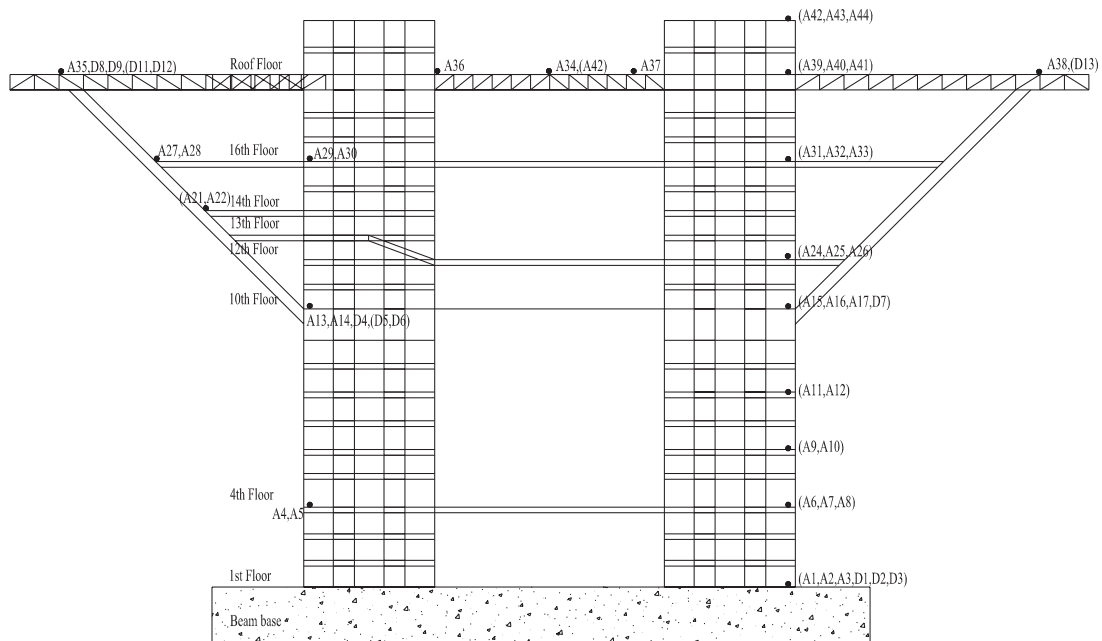 (A42,A43,A44)
A35,D8,D9,(D11,D12)
Roof Floor
A36
A34,(A42)
A37
(A39,A40,A41)
A38,(D13)
A27,A28
16th Floor
A29,A30
(A31,A32,A33)
(A21,A22)
14th Floor
13th Floor
12th Floor
(A24,A25,A26)
10th Floor
(A15,A16,A17,D7)
A13,A14,D4,(D5,D6)
(A11,A12)
(A9,A10)
4th Floor
A4,A5
(A6,A7,A8)
1st Floor
(A1,A2,A3,D1,D2,D3)
Beam base